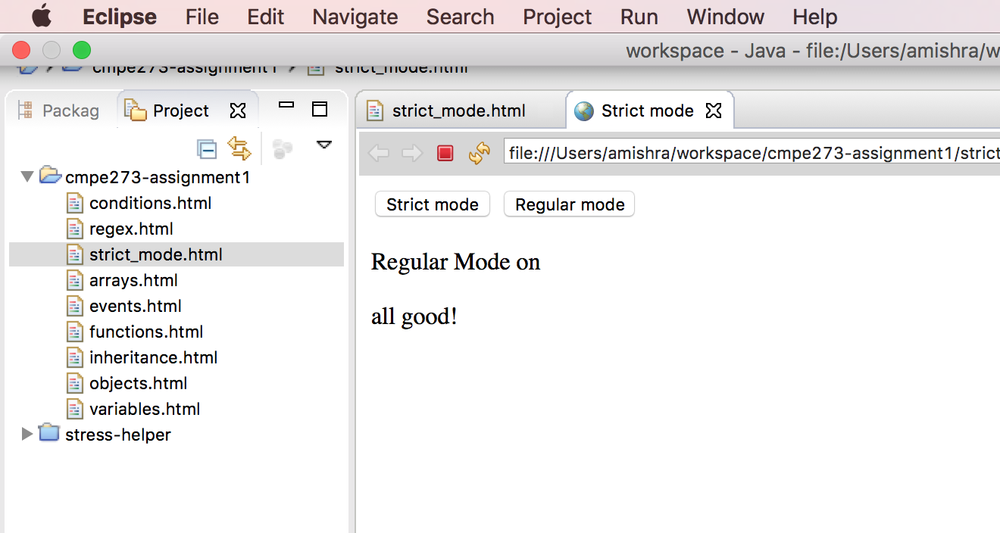 Eclipse File Edit Navigate Search Project Run Window Help
workspace - Java - file:/Users/amishra/w
cmpe273-assignment1 strict_mode.html
Packag Project
strict_mode.html Strict mode
file:///Users/amishra/workspace/cmpe273-assignment1/strict
cmpe273-assignment1
conditions.html
regex.html
strict_mode.html
arrays.html
events.html
functions.html
inheritance.html
objects.html
variables.html
stress-helper
Strict mode Regular mode
Regular Mode on
all good!